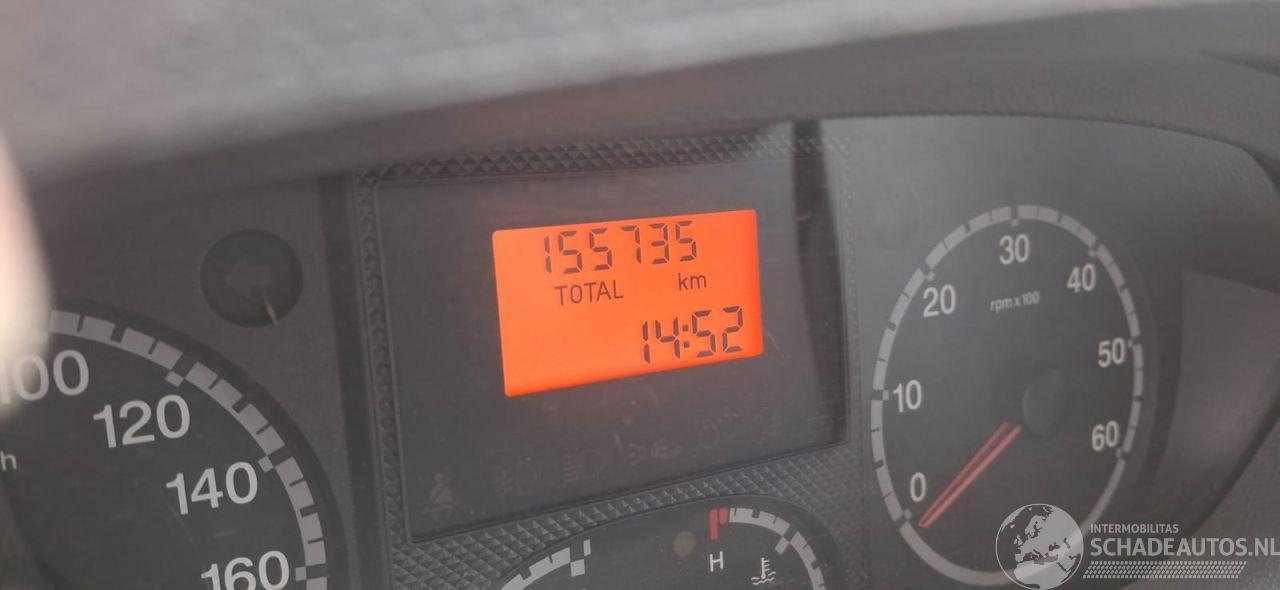 155735
TOTAL km
14:52
100
120
140
160
h
0
10
20
30
40
50
60
rpm x 100
H
INTERMOBILITAS
SCHADEAUTOS.NL